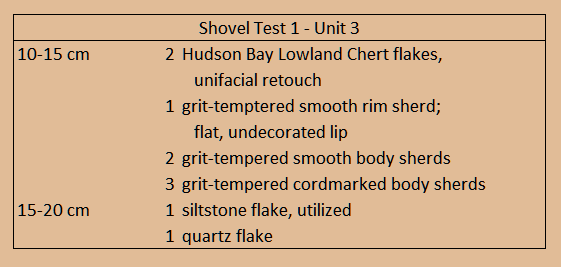 Shovel Test 1 - Unit 3
10-15 cm 2 Hudson Bay Lowland Chert flakes,
unifacial retouch
1 grit-temptered smooth rim sherd;
flat, undecorated lip
2 grit-tempered smooth body sherds
3 grit-tempered cordmarked body sherds
15-20 cm 1 siltstone flake, utilized
1 quartz flake